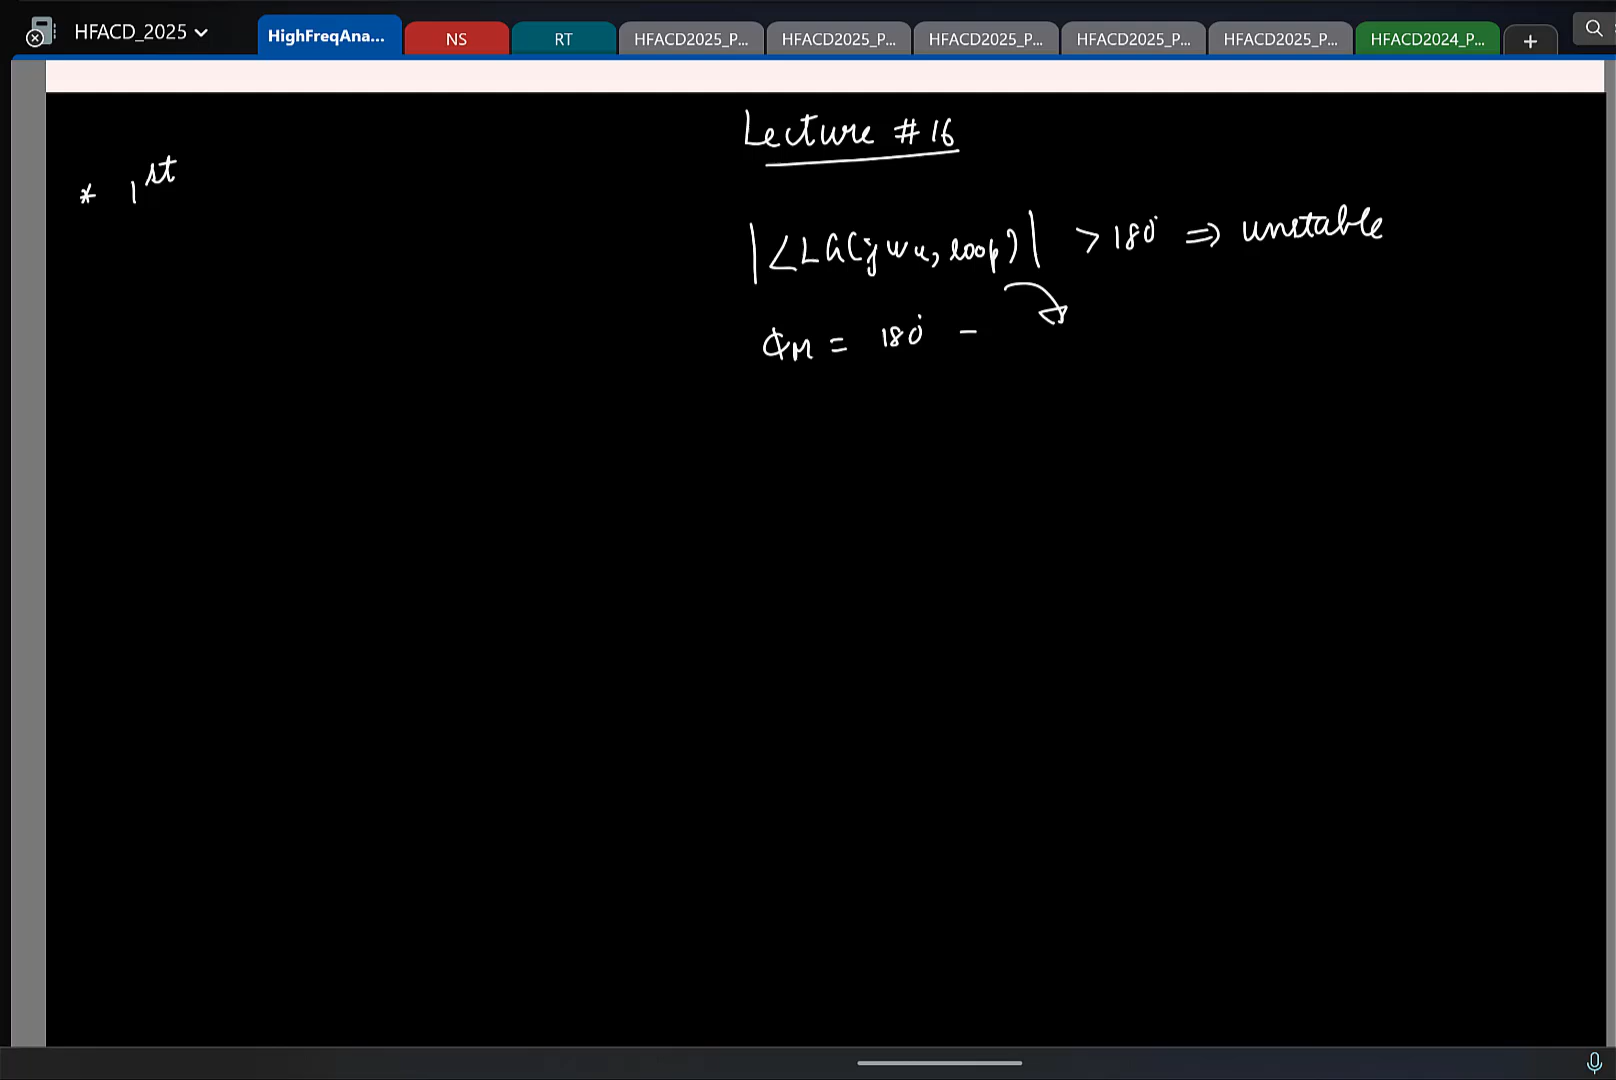 HFACD_2025
HighFreqAna...
NS
RT
HFACD2025_P...
HFACD2025_P...
HFACD2025_P...
HFACD2025_P...
HFACD2025_P...
HFACD2024_P...
Lecture #16
* 1st
|∠LG(jωu,loop)| > 180° ⇒ unstable
ΦM = 180° -